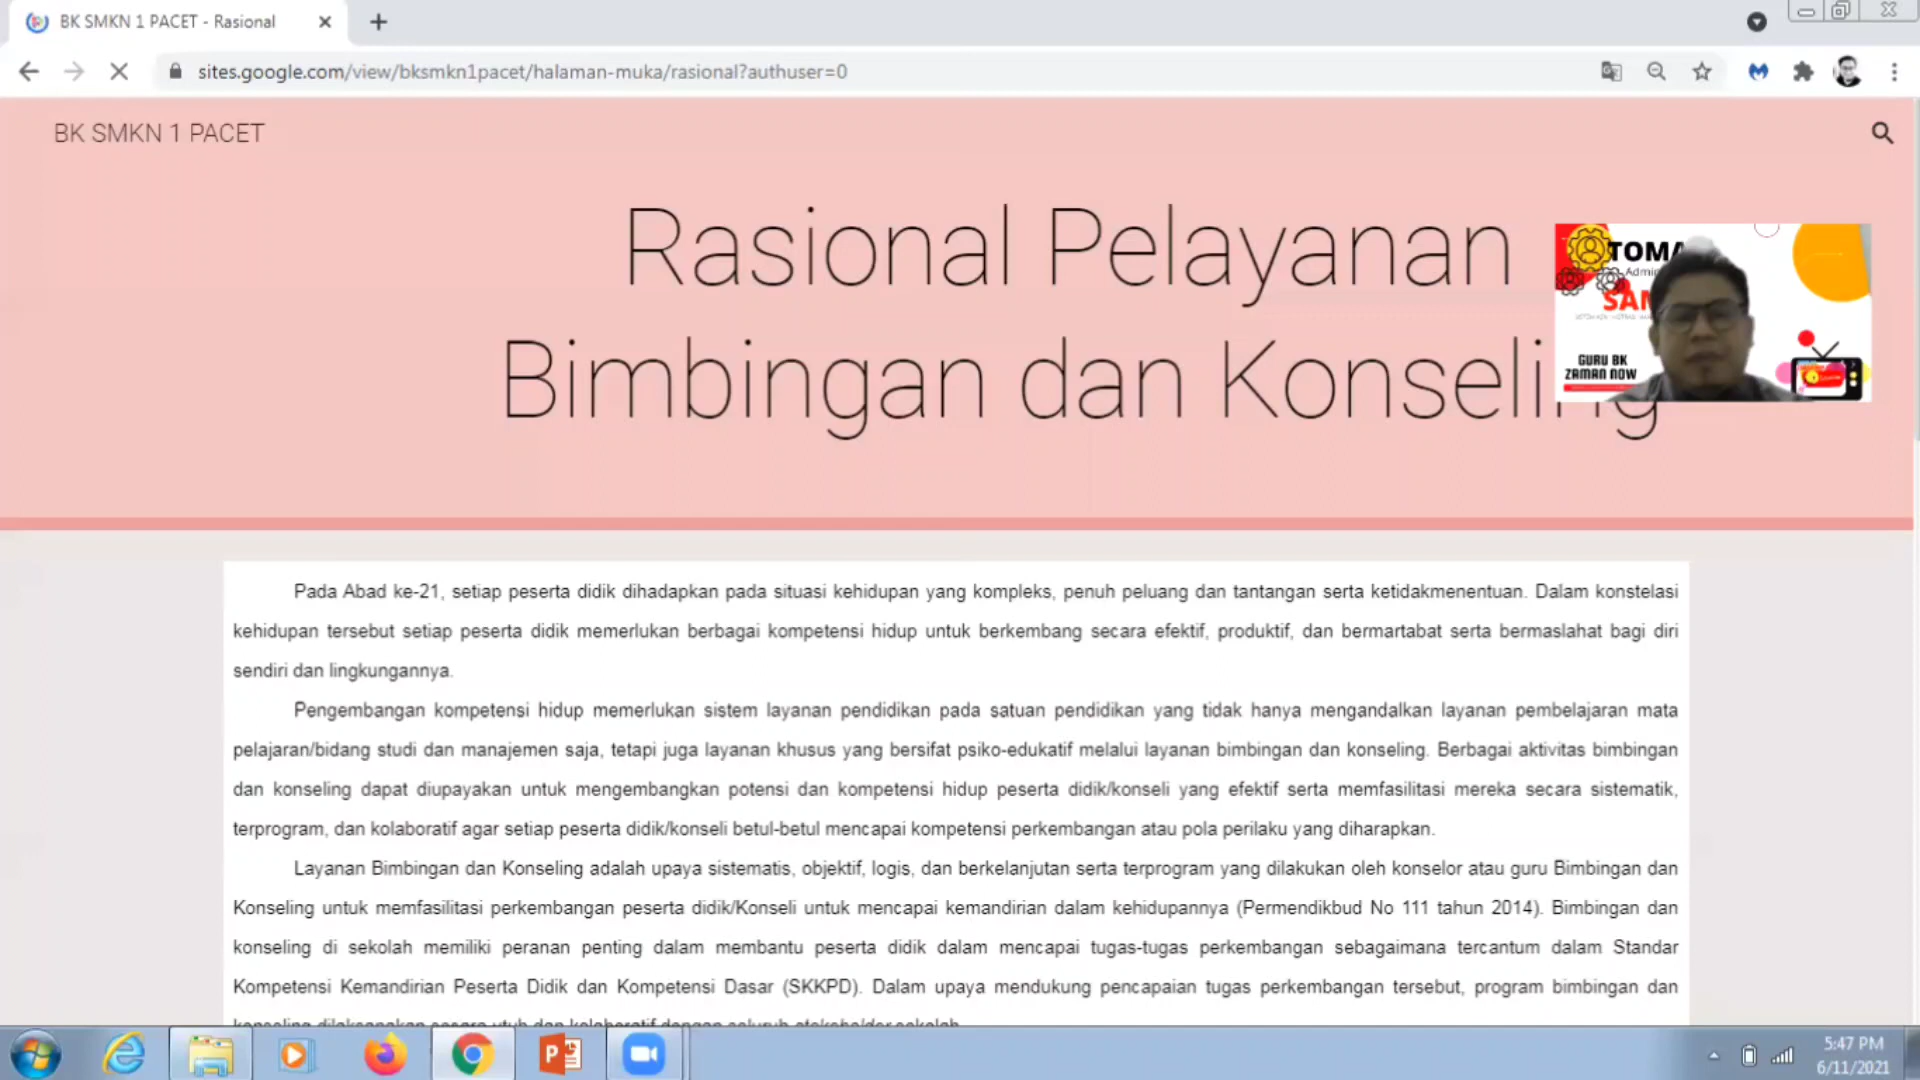 BK SMKN 1 PACET - Rasional
sites.google.com/view/bksmkn1pacet/halaman-muka/rasional?authuser=0
BK SMKN 1 PACET
Rasional Pelayanan
Bimbingan dan Konseling
GURU BK
ZAMAN NOW
Pada Abad ke-21, setiap peserta didik dihadapkan pada situasi kehidupan yang kompleks, penuh peluang dan tantangan serta ketidakmenentuan. Dalam konstelasi
kehidupan tersebut setiap peserta didik memerlukan berbagai kompetensi hidup untuk berkembang secara efektif, produktif, dan bermartabat serta bermaslahat bagi diri
sendiri dan lingkungannya.
Pengembangan kompetensi hidup memerlukan sistem layanan pendidikan pada satuan pendidikan yang tidak hanya mengandalkan layanan pembelajaran mata
pelajaran/bidang studi dan manajemen saja, tetapi juga layanan khusus yang bersifat psiko-edukatif melalui layanan bimbingan dan konseling. Berbagai aktivitas bimbingan
dan konseling dapat diupayakan untuk mengembangkan potensi dan kompetensi hidup peserta didik/konseli yang efektif serta memfasilitasi mereka secara sistematik,
terprogram, dan kolaboratif agar setiap peserta didik/konseli betul-betul mencapai kompetensi perkembangan atau pola perilaku yang diharapkan.
Layanan Bimbingan dan Konseling adalah upaya sistematis, objektif, logis, dan berkelanjutan serta terprogram yang dilakukan oleh konselor atau guru Bimbingan dan
Konseling untuk memfasilitasi perkembangan peserta didik/Konseli untuk mencapai kemandirian dalam kehidupannya (Permendikbud No 111 tahun 2014). Bimbingan dan
konseling di sekolah memiliki peranan penting dalam membantu peserta didik dalam mencapai tugas-tugas perkembangan sebagaimana tercantum dalam Standar
Kompetensi Kemandirian Peserta Didik dan Kompetensi Dasar (SKKPD). Dalam upaya mendukung pencapaian tugas perkembangan tersebut, program bimbingan dan
5:47 PM
6/11/2021